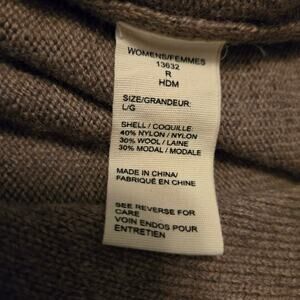 WOMENS/FEMMES
13632
R
HDM
SIZE/GRANDEUR:
L/G
SHELL / COQUILLE:
40% NYLON / NYLON
30% WOOL / LAINE
30% MODAL / MODALE
MADE IN CHINA/
FABRIQUÉ EN CHINE
SEE REVERSE FOR
CARE
VOIN ENDOS POUR
ENTRETIEN